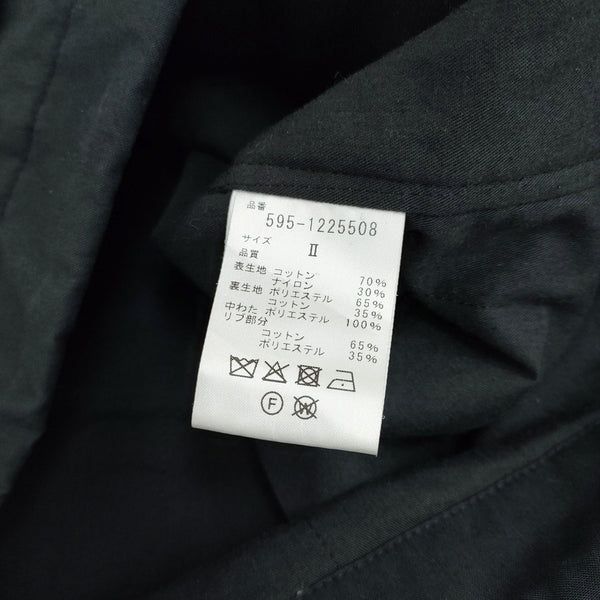 品番
595-1225508
サイズ Ⅱ
品質
表生地 コットン 70%
ナイロン 30%
裏生地 ポリエステル 65%
コットン 35%
中わた ポリエステル 100%
リブ部分
コットン 65%
ポリエステル 35%
F W